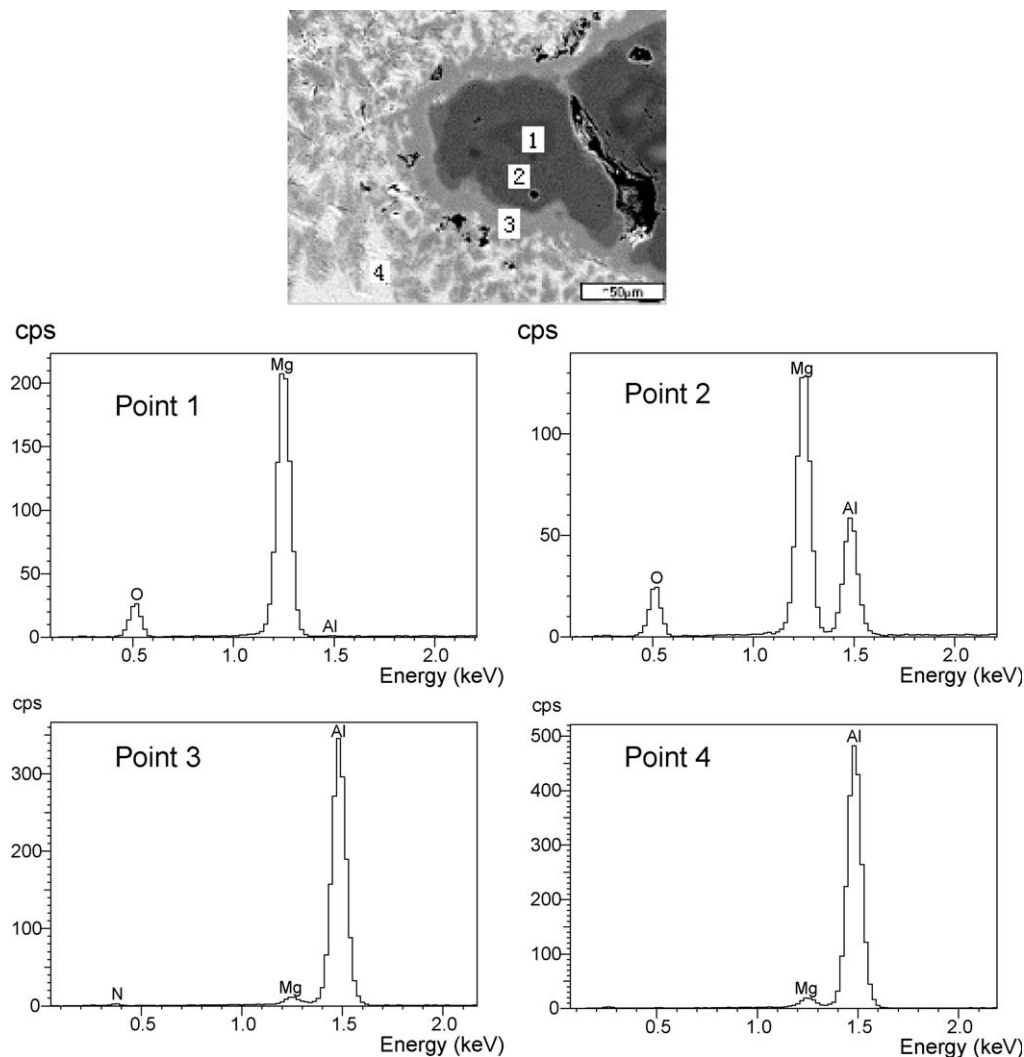 1
2
3
4
~50µm
cps
cps
Point 1
Mg
O
Al
200
150
100
50
0
0.5
1.0
1.5
2.0
Energy (keV)
Point 2
Mg
Al
O
100
50
0
0.5
1.0
1.5
2.0
Energy (keV)
cps
cps
Point 3
Al
Mg
N
300
200
100
0
0.5
1.0
1.5
2.0
Energy (keV)
Point 4
Al
Mg
500
400
300
200
100
0
0.5
1.0
1.5
2.0
Energy (keV)